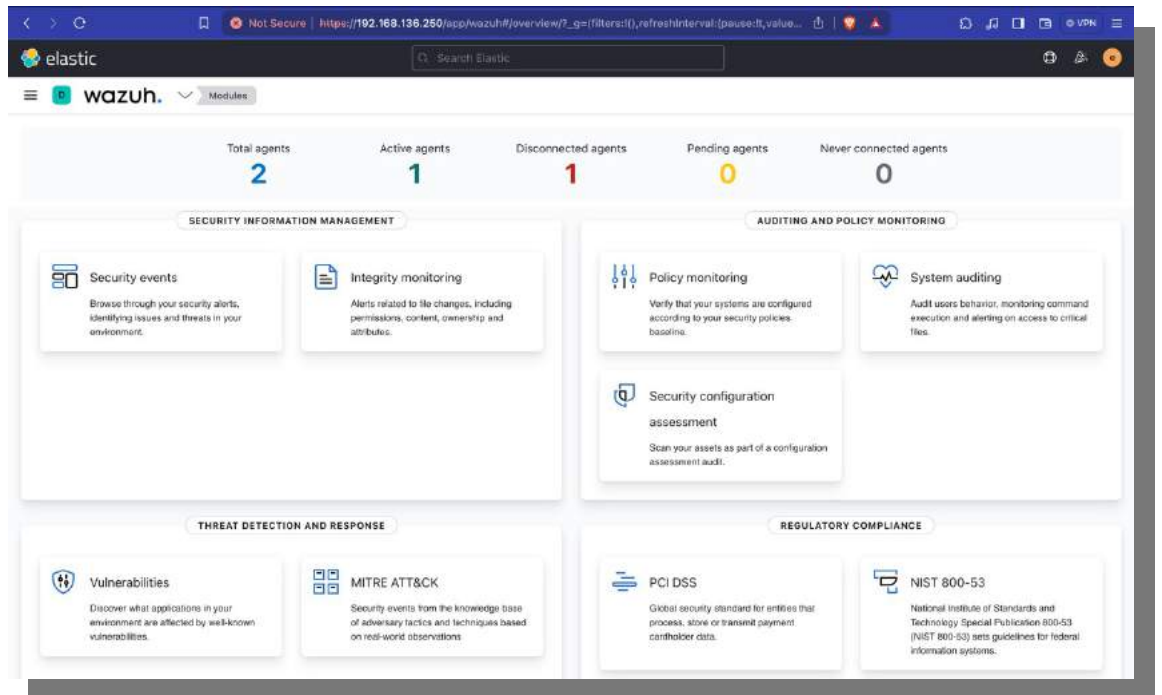 Not Secure | https://192.168.136.250/app/wazuh#/overview/?_g=(filters:!(),refreshInterval:(pause:!t,value...
VPN
elastic
Search Elastic
e
D wazuh. Modules
Total agents
2
Active agents
1
Disconnected agents
1
Pending agents
0
Never connected agents
0
SECURITY INFORMATION MANAGEMENT
Security events
Browse through your security alerts,
identifying issues and threats in your
environment.
Integrity monitoring
Alerts related to file changes, including
permissions, content, ownership and
attributes.
AUDITING AND POLICY MONITORING
Policy monitoring
Verify that your systems are configured
according to your security policies
baseline.
System auditing
Audit users behavior, monitoring command
execution and alerting on access to critical
files.
Security configuration
assessment
Scan your assets as part of a configuration
assessment audit.
THREAT DETECTION AND RESPONSE
Vulnerabilities
Discover what applications in your
environment are affected by well-known
vulnerabilities.
MITRE ATT&CK
Security events from the knowledge base
of adversary tactics and techniques based
on real-world observations
REGULATORY COMPLIANCE
PCI DSS
Global security standard for entities that
process, store or transmit payment
cardholder data.
NIST 800-53
National Institute of Standards and
Technology Special Publication 800-53
(NIST 800-53) sets guidelines for federal
information systems.